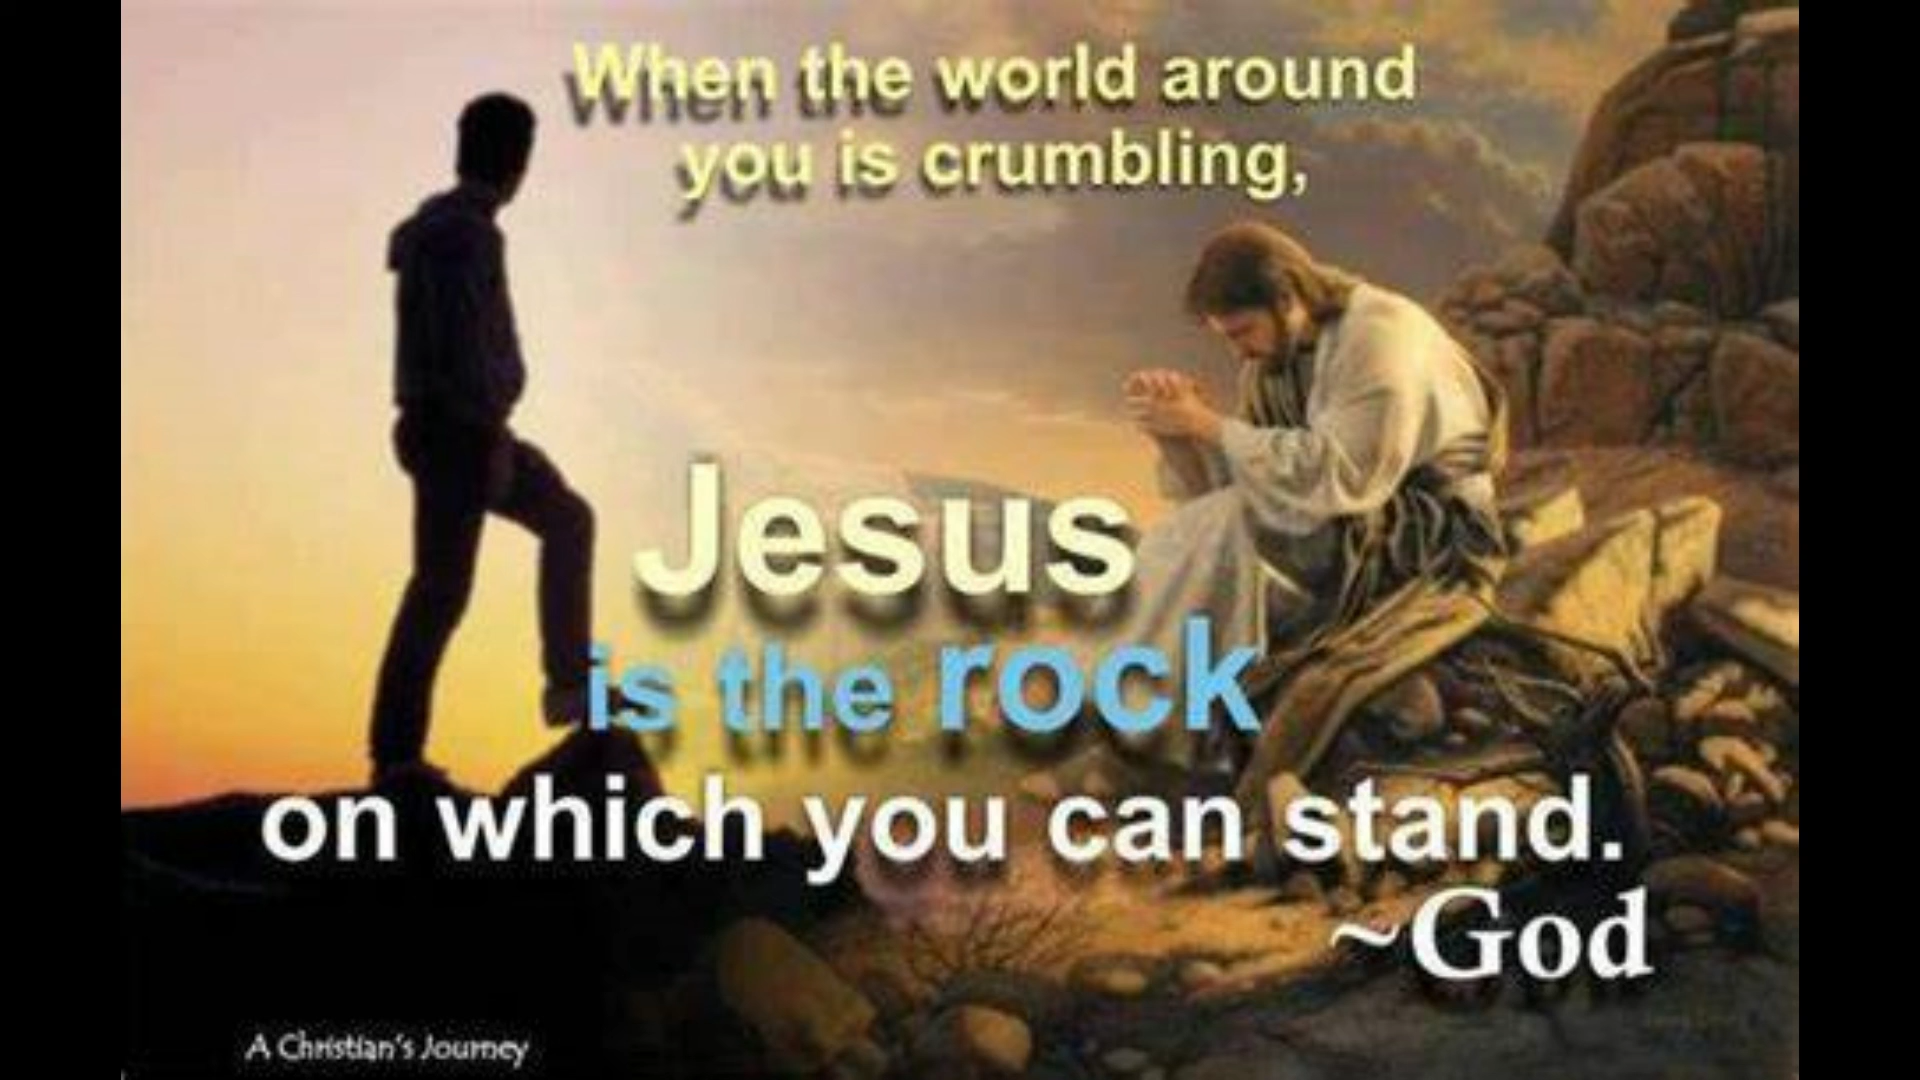 When the world around
you is crumbling,
Jesus
is the rock
on which you can stand.
~God
A Christian's Journey